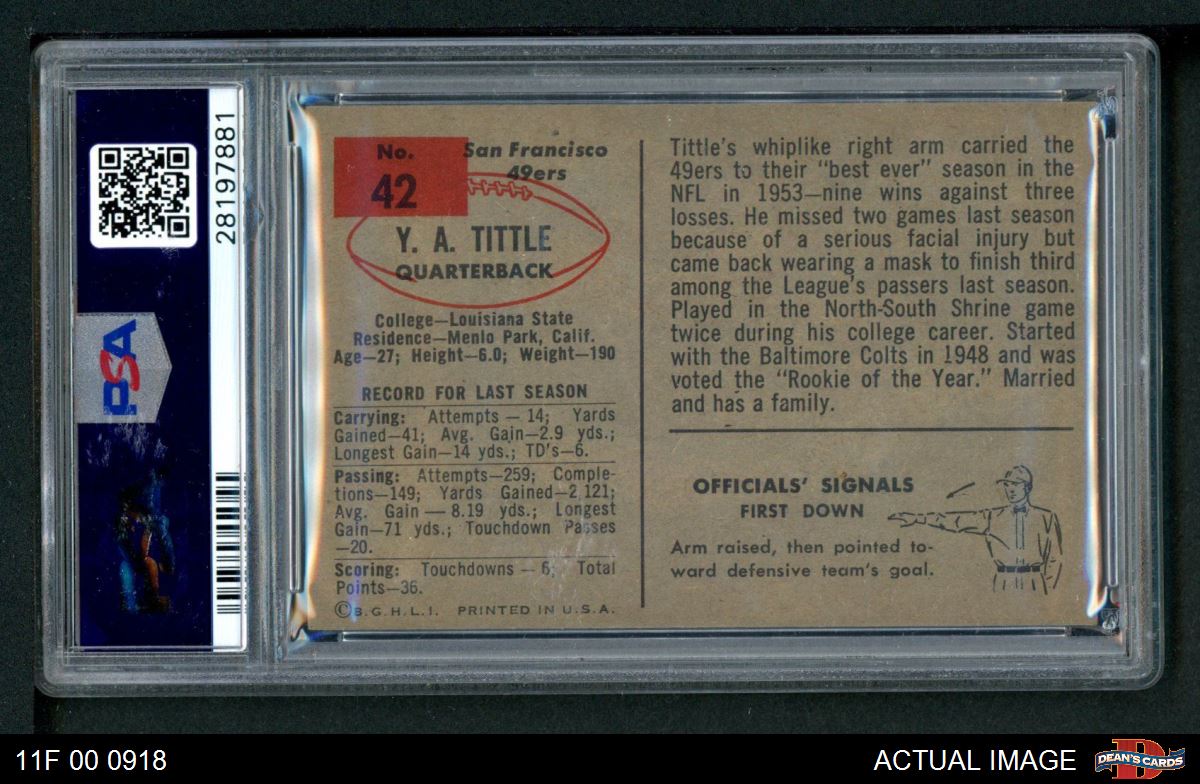 28197881
PSA
No.
42
San Francisco
49ers
Y. A. TITTLE
QUARTERBACK
College—Louisiana State
Residence—Menlo Park, Calif.
Age—27; Height—6.0; Weight—190
RECORD FOR LAST SEASON
Carrying: Attempts — 14; Yards
Gained—41; Avg. Gain—2.9 yds.;
Longest Gain—14 yds.; TD's—6.
Passing: Attempts—259; Comple-
tions—149; Yards Gained—2 121;
Avg. Gain — 8.19 yds.; Longest
Gain—71 yds.; Touchdown Passes
—20.
Scoring: Touchdowns — 6; Total
Points—36.
©B.G.H.L.I. PRINTED IN U.S.A.
Tittle's whiplike right arm carried the
49ers to their "best ever" season in the
NFL in 1953—nine wins against three
losses. He missed two games last season
because of a serious facial injury but
came back wearing a mask to finish third
among the League's passers last season.
Played in the North-South Shrine game
twice during his college career. Started
with the Baltimore Colts in 1948 and was
voted the "Rookie of the Year." Married
and has a family.
OFFICIALS' SIGNALS
FIRST DOWN
Arm raised, then pointed to-
ward defensive team's goal.
11F 00 0918
ACTUAL IMAGE
D
DEAN'S CARDS